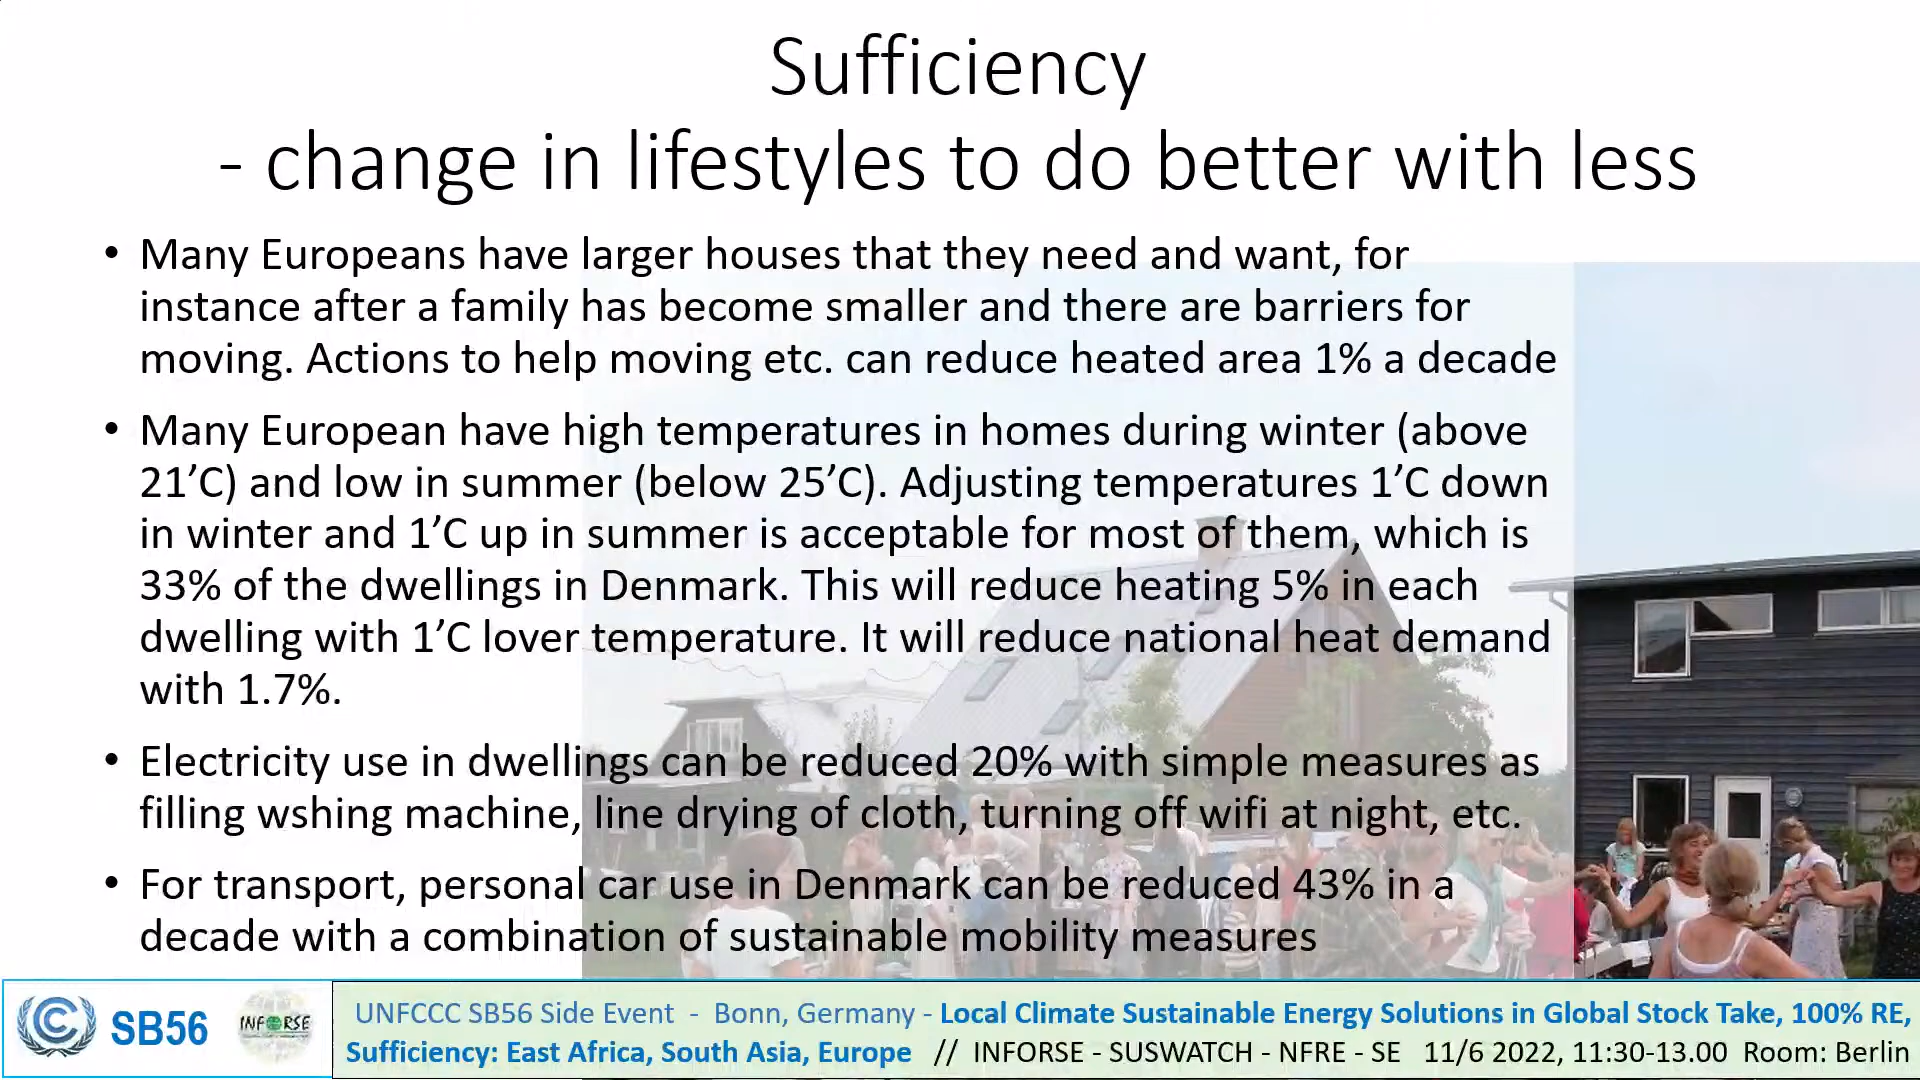 Sufficiency
- change in lifestyles to do better with less
• Many Europeans have larger houses that they need and want, for
instance after a family has become smaller and there are barriers for
moving. Actions to help moving etc. can reduce heated area 1% a decade
• Many European have high temperatures in homes during winter (above
21’C) and low in summer (below 25’C). Adjusting temperatures 1’C down
in winter and 1’C up in summer is acceptable for most of them, which is
33% of the dwellings in Denmark. This will reduce heating 5% in each
dwelling with 1’C lover temperature. It will reduce national heat demand
with 1.7%.
• Electricity use in dwellings can be reduced 20% with simple measures as
filling wshing machine, line drying of cloth, turning off wifi at night, etc.
• For transport, personal car use in Denmark can be reduced 43% in a
decade with a combination of sustainable mobility measures
SB56
INFORSE
UNFCCC SB56 Side Event - Bonn, Germany - Local Climate Sustainable Energy Solutions in Global Stock Take, 100% RE,
Sufficiency: East Africa, South Asia, Europe // INFORSE - SUSWATCH - NFRE - SE 11/6 2022, 11:30-13.00 Room: Berlin